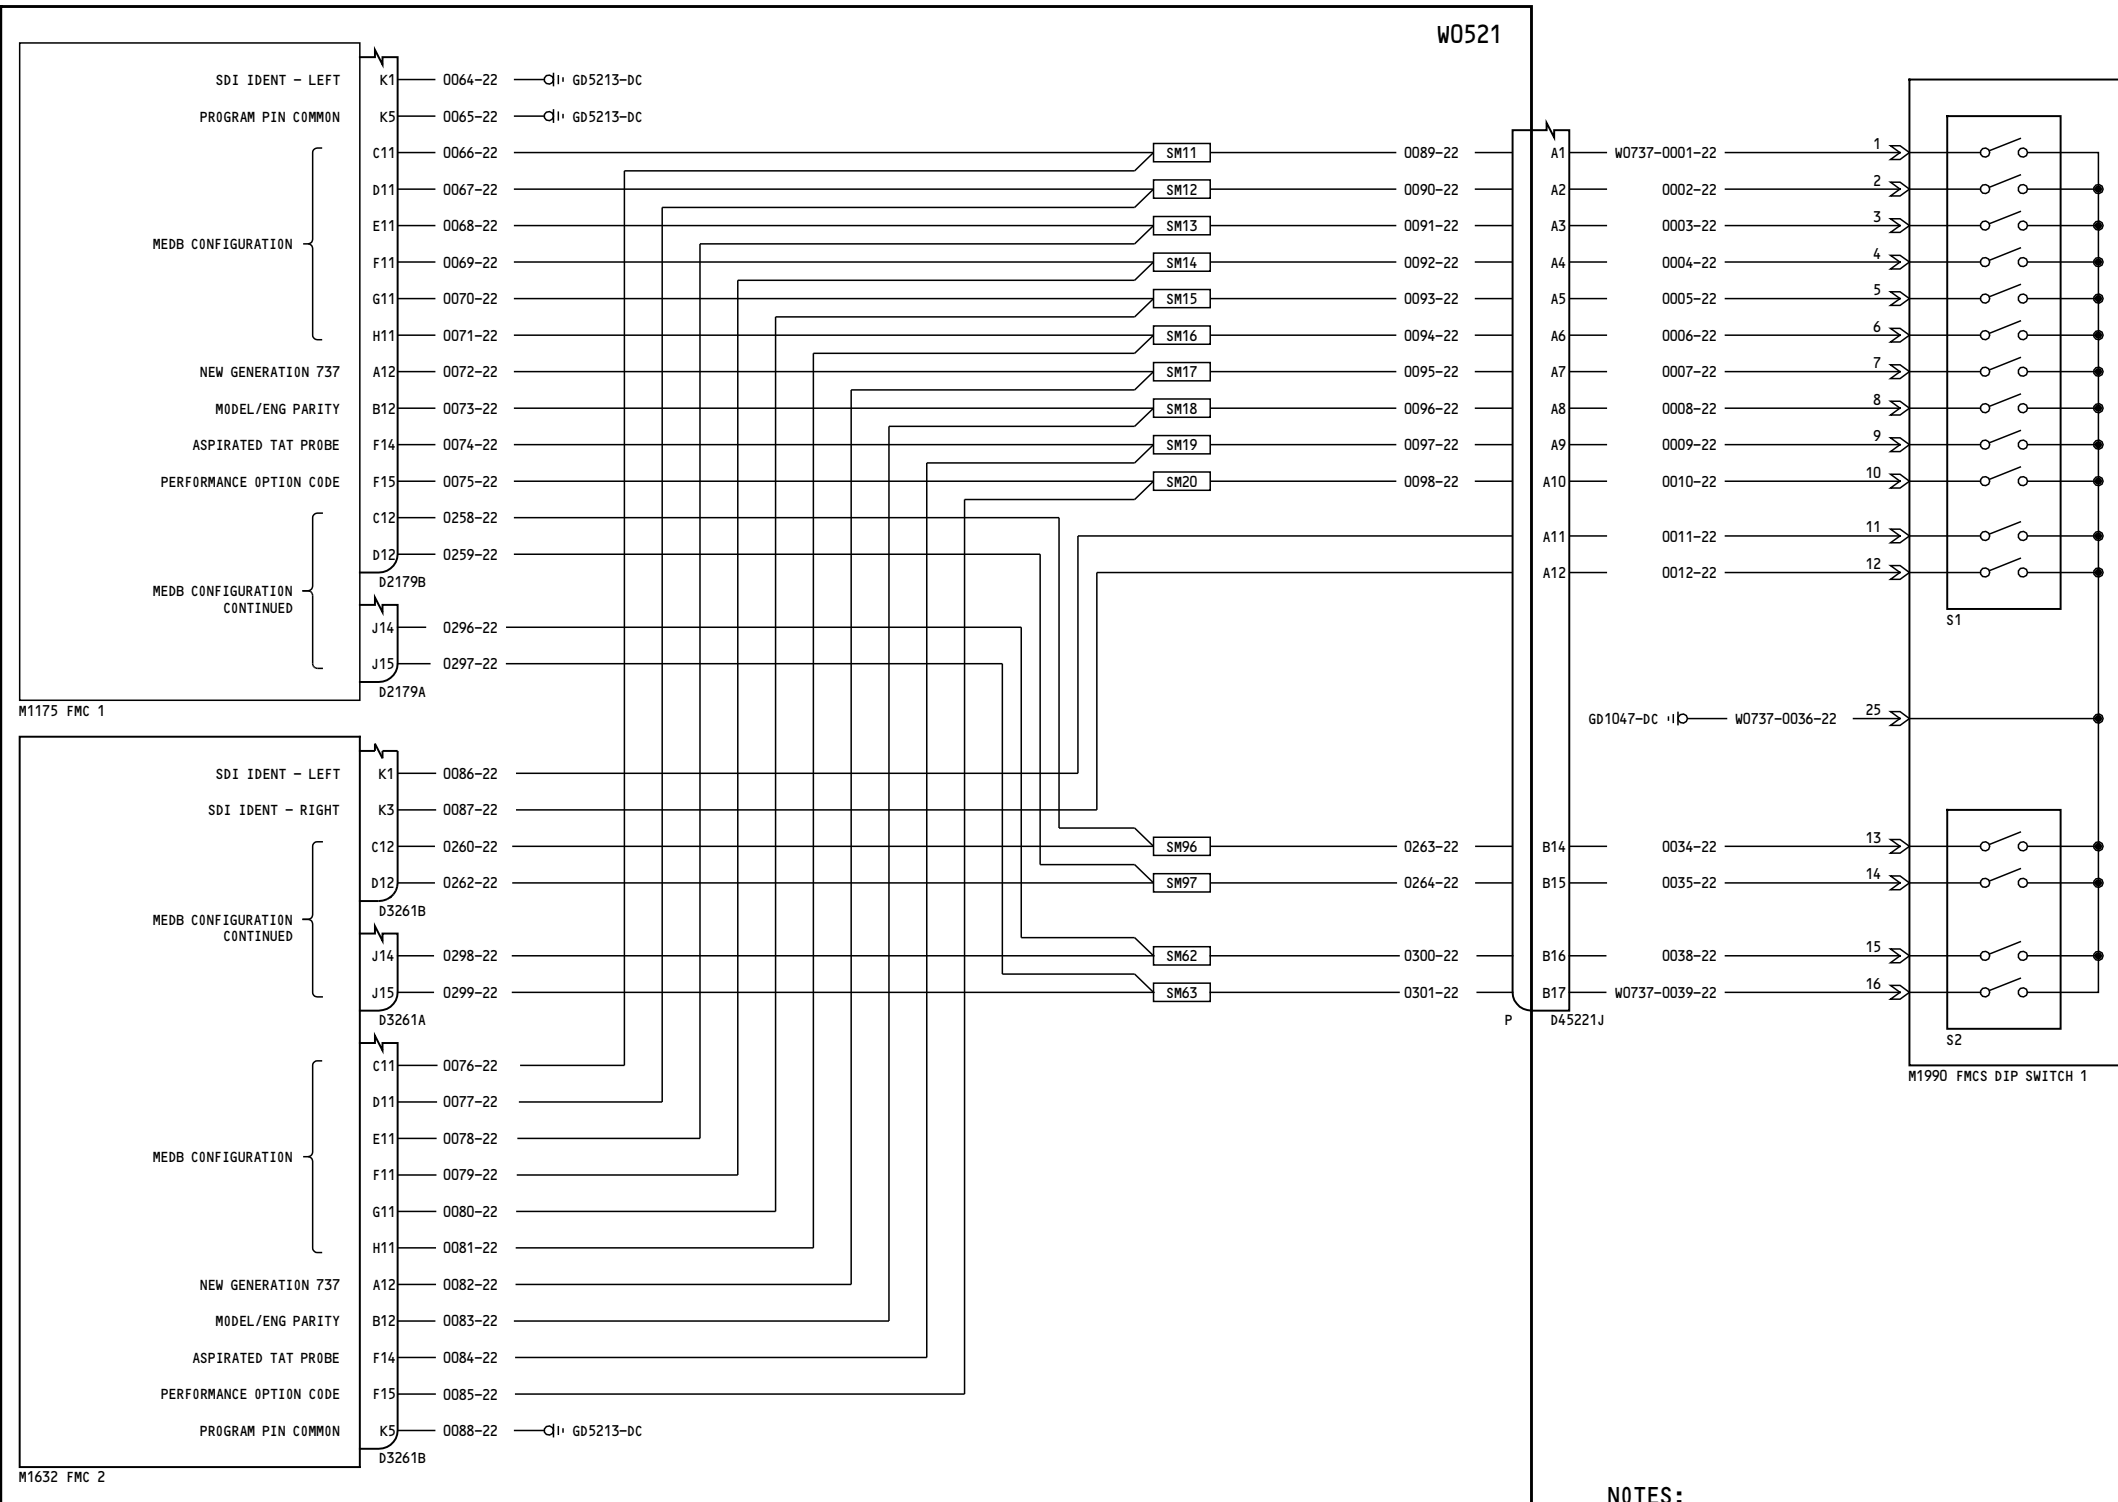 W0521
SDI IDENT – LEFT K1 0064–22 GD5213–DC
PROGRAM PIN COMMON K5 0065–22 GD5213–DC
C11 0066–22 SM11 0089–22 A1 W0737–0001–22 1
D11 0067–22 SM12 0090–22 A2 0002–22 2
E11 0068–22 SM13 0091–22 A3 0003–22 3
MEDB CONFIGURATION
F11 0069–22 SM14 0092–22 A4 0004–22 4
G11 0070–22 SM15 0093–22 A5 0005–22 5
H11 0071–22 SM16 0094–22 A6 0006–22 6
NEW GENERATION 737 A12 0072–22 SM17 0095–22 A7 0007–22 7
MODEL/ENG PARITY B12 0073–22 SM18 0096–22 A8 0008–22 8
ASPIRATED TAT PROBE F14 0074–22 SM19 0097–22 A9 0009–22 9
PERFORMANCE OPTION CODE F15 0075–22 SM20 0098–22 A10 0010–22 10
C12 0258–22
A11 0011–22 11
D12 0259–22
A12 0012–22 12
D2179B
MEDB CONFIGURATION
CONTINUED
S1
J14 0296–22
J15 0297–22
D2179A
M1175 FMC 1
GD1047–DC W0737–0036–22 25
SDI IDENT – LEFT K1 0086–22
SDI IDENT – RIGHT K3 0087–22
C12 0260–22 SM96 0263–22 B14 0034–22 13
D12 0262–22 SM97 0264–22 B15 0035–22 14
D3261B
MEDB CONFIGURATION
CONTINUED
J14 0298–22 SM62 0300–22 B16 0038–22 15
J15 0299–22 SM63 0301–22 B17 W0737–0039–22 16
D3261A P D45221J
S2
C11 0076–22
M1990 FMCS DIP SWITCH 1
D11 0077–22
E11 0078–22
MEDB CONFIGURATION
F11 0079–22
G11 0080–22
H11 0081–22
NEW GENERATION 737 A12 0082–22
MODEL/ENG PARITY B12 0083–22
ASPIRATED TAT PROBE F14 0084–22
PERFORMANCE OPTION CODE F15 0085–22
PROGRAM PIN COMMON K5 0088–22 GD5213–DC
D3261B
M1632 FMC 2
NOTES: